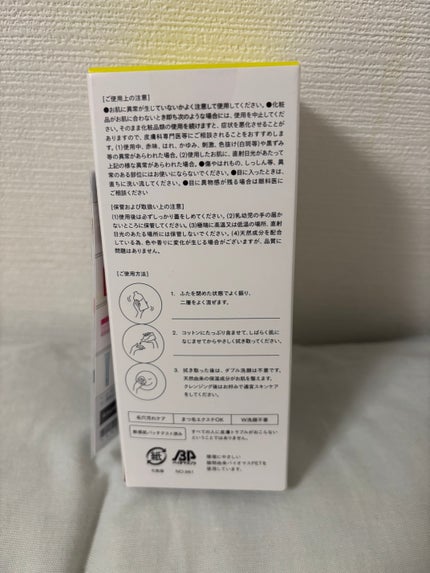 [ご使用上の注意]
●お肌に異常が生じていないかよく注意して使用してください。●化粧
品がお肌に合わないとき即ち次のような場合には、使用を中止してくだ
さい。そのまま化粧品類の使用を続けますと、症状を悪化させることがあ
りますので、皮膚科専門医等にご相談されることをおすすめしま
す。(1)使用中、赤味、はれ、かゆみ、刺激、色抜け(白斑等)や黒ずみ
等の異常があらわれた場合。(2)使用したお肌に、直射日光があたって
上記の様な異常があらわれた場合。●傷やはれもの、しっしん等、異
常のある部位にはお使いにならないでください。●目に入ったときは、
直ちに洗い流してください。●目に異物感が残る場合は眼科医に
ご相談ください
[保管および取扱い上の注意]
(1)使用後は必ずしっかり蓋をしめてください。(2)乳幼児の手の届か
ないところに保管してください。(3)極端に高温又は低温の場所、直射
日光のあたる場所には保管しないでください。(4)天然成分を配合
している為、色や香りに変化が生じる場合がございますが、品質に
問題はありません。
[ご使用方法]
1. ふたを閉めた状態でよく振り、
二層をよく混ぜます。
2. コットンにたっぷり含ませて、しばらく肌に
なじませてからやさしく拭き取ってください。
3. 拭き取った後は、ダブル洗顔は不要です。
天然由来の保湿成分がお肌を整えます。
クレンジング後はお好みで通常スキンケア
をしてください。
毛穴汚れケア
まつ毛エクステOK
W洗顔不要
敏感肌パッチテスト済み
すべての人に皮膚トラブルがおこらない
ということではありません。
紙
外装箱
BP
バイオマスプラ
NO.861
環境にやさしい
植物由来バイオマスPETを
使用しています。